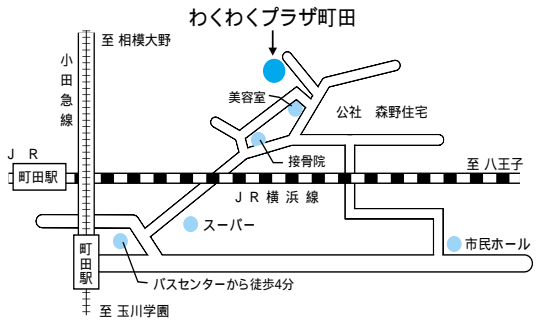 わくわくプラザ町田
至 相模大野
小田急線
美容室
公社 森野住宅
接骨院
JR
町田駅
至 八王子
JR横浜線
スーパー
町田駅
市民ホール
バスセンターから徒歩4分
至 玉川学園